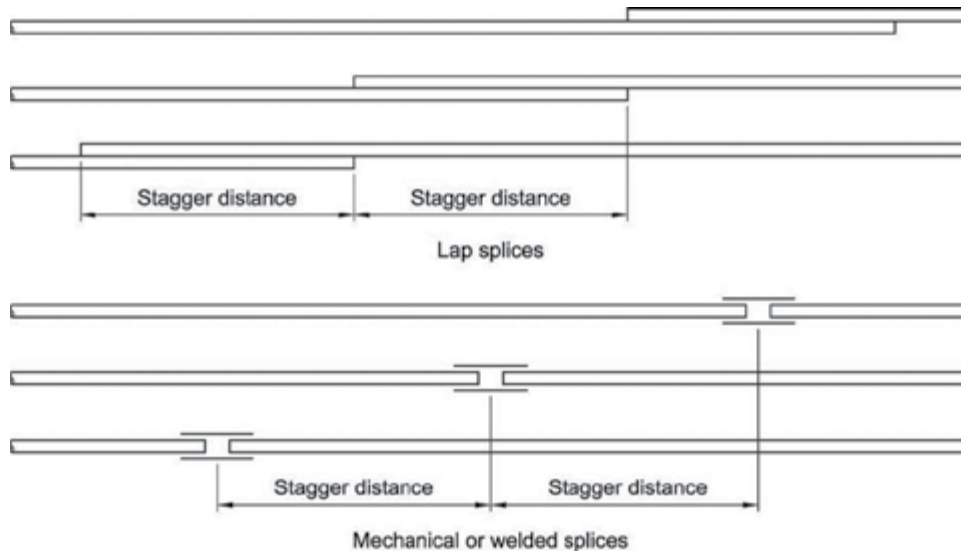 Stagger distance Stagger distance
Lap splices
Stagger distance Stagger distance
Mechanical or welded splices